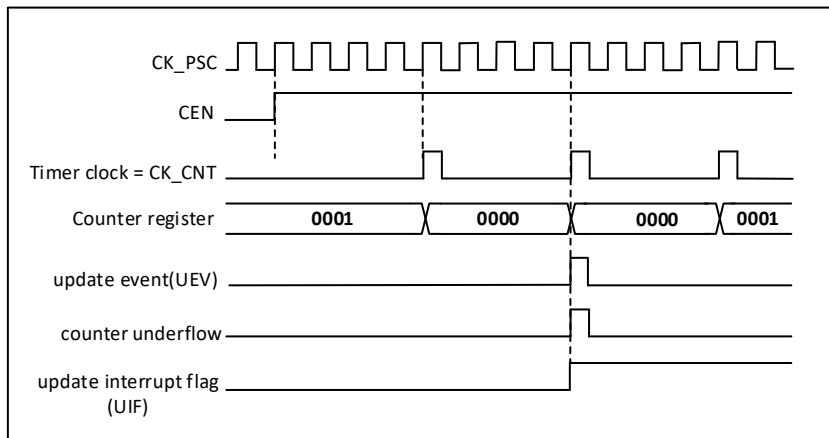 CK_PSC
CEN
Timer clock = CK_CNT
Counter register
0001 0000 0000 0001
update event(UEV)
counter underflow
update interrupt flag
(UIF)